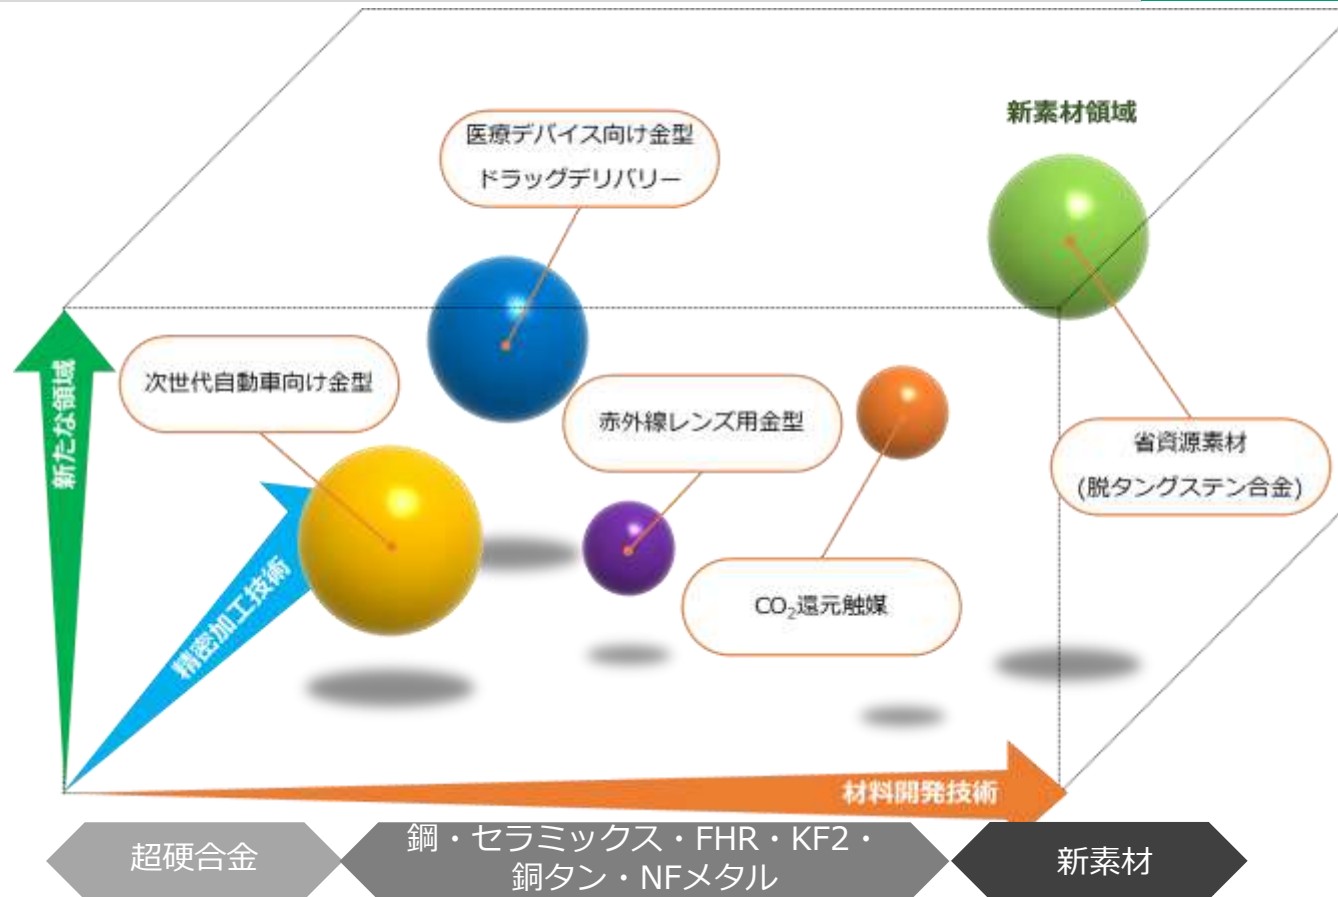 医療デバイス向け金型
ドラッグデリバリー
新素材領域
次世代自動車向け金型
赤外線レンズ用金型
省資源素材
(脱タングステン合金)
CO₂還元触媒
新たな領域
精密加工技術
材料開発技術
超硬合金
鋼・セラミックス・FHR・KF2・
銅タン・NFメタル
新素材